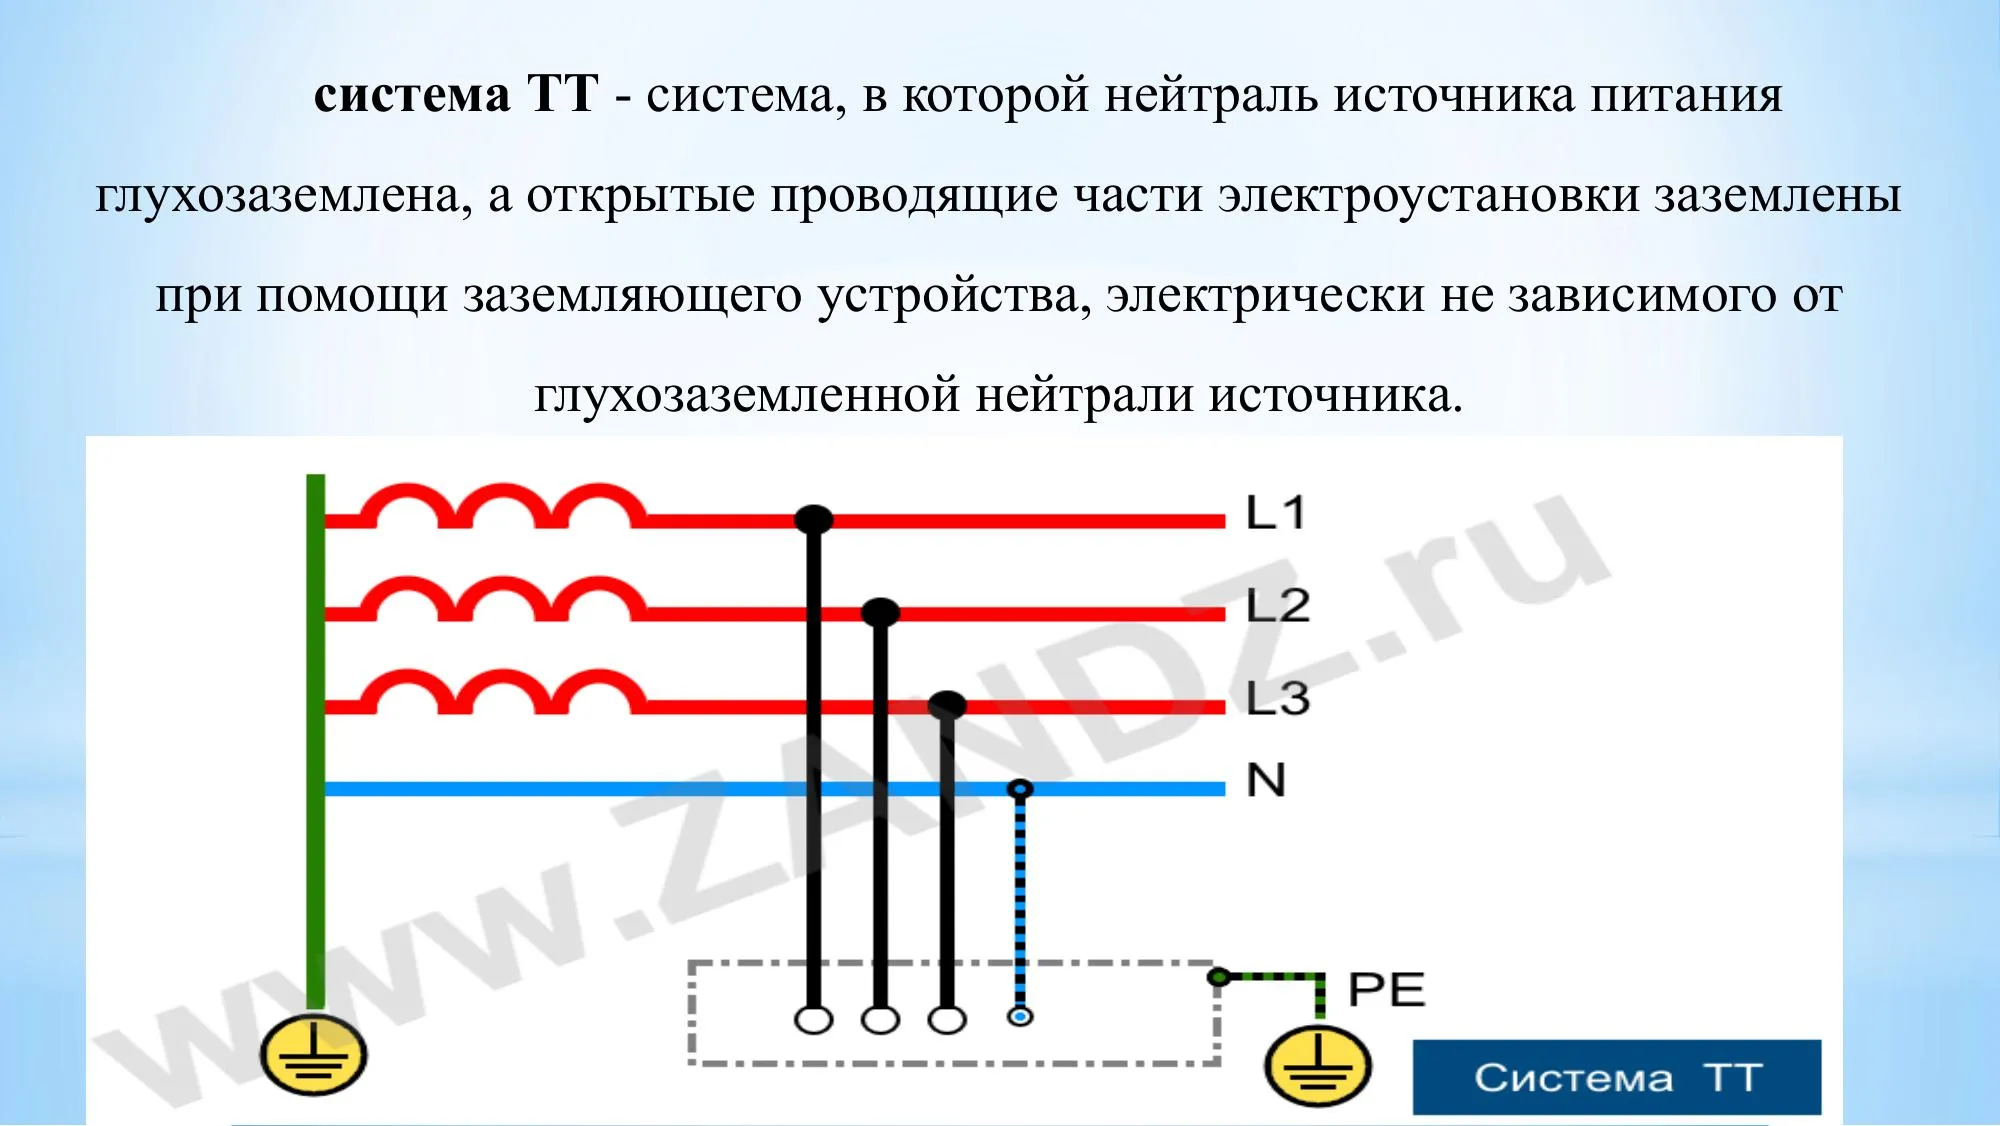 система ТТ - система, в которой нейтраль источника питания
глухозаземлена, а открытые проводящие части электроустановки заземлены
при помощи заземляющего устройства, электрически не зависимого от
глухозаземленной нейтрали источника.
L1
L2
L3
N
PE
Система ТТ
www.ZANDZ.ru